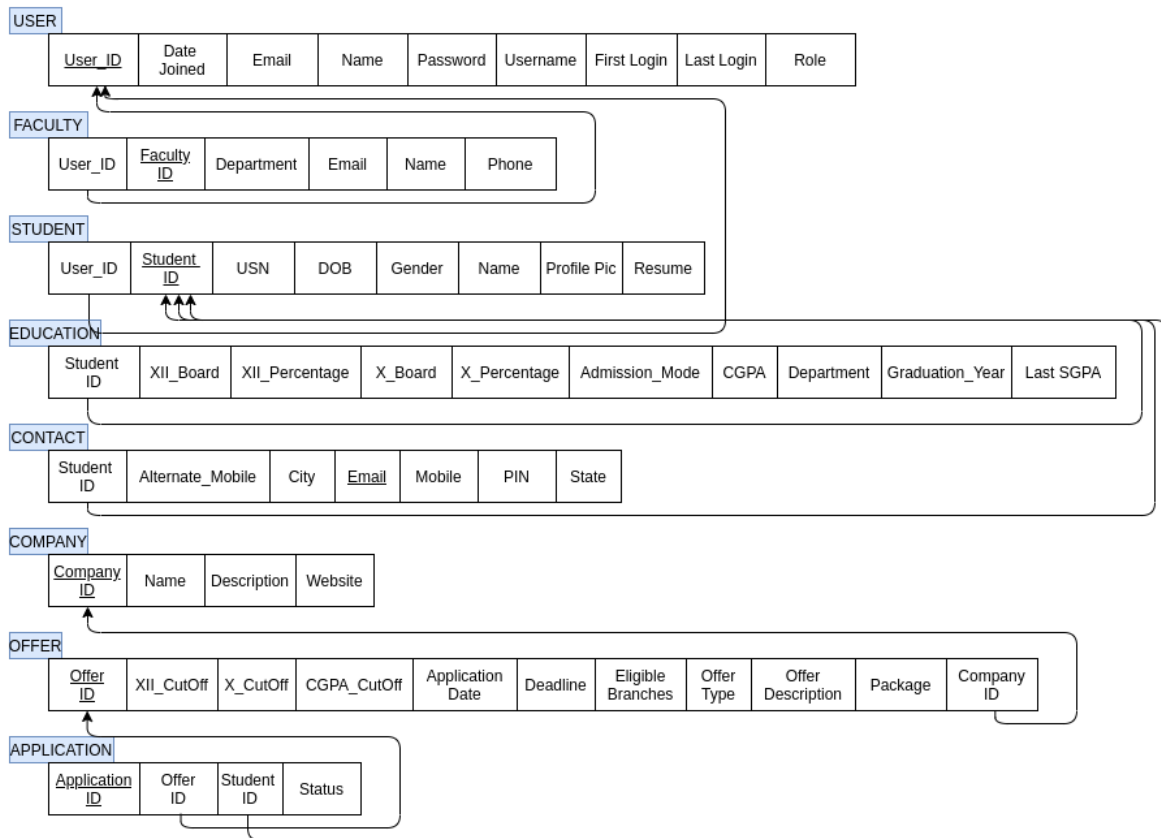 USER
User_ID Date Joined Email Name Password Username First Login Last Login Role
FACULTY
User_ID Faculty ID Department Email Name Phone
STUDENT
User_ID Student_ID USN DOB Gender Name Profile Pic Resume
EDUCATION
Student ID XII_Board XII_Percentage X_Board X_Percentage Admission_Mode CGPA Department Graduation_Year Last SGPA
CONTACT
Student ID Alternate_Mobile City Email Mobile PIN State
COMPANY
Company ID Name Description Website
OFFER
Offer ID XII_CutOff X_CutOff CGPA_CutOff Application Date Deadline Eligible Branches Offer Type Offer Description Package Company ID
APPLICATION
Application ID Offer ID Student ID Status